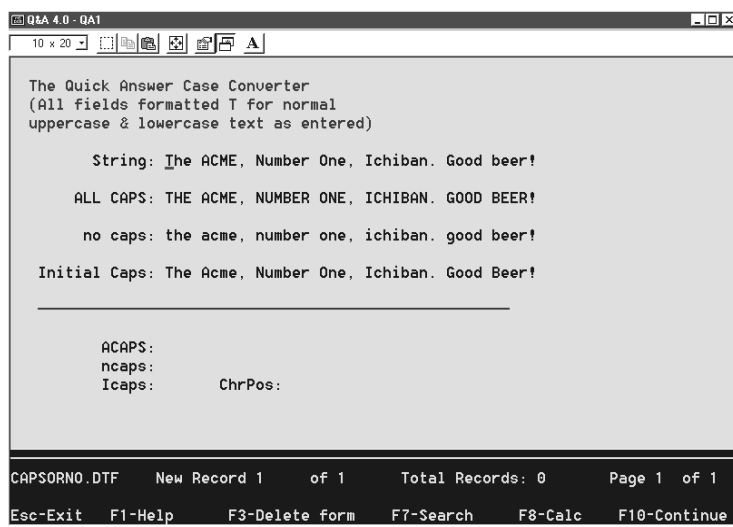 Q&A 4.0 - QA1
10 x 20
A
The Quick Answer Case Converter
(All fields formatted T for normal
uppercase & lowercase text as entered)
String: The ACME, Number One, Ichiban. Good beer!
ALL CAPS: THE ACME, NUMBER ONE, ICHIBAN. GOOD BEER!
no caps: the acme, number one, ichiban. good beer!
Initial Caps: The Acme, Number One, Ichiban. Good Beer!
ACAPS:
ncaps:
Icaps: ChrPos:
CAPSORNO.DTF New Record 1 of 1 Total Records: 0 Page 1 of 1
Esc-Exit F1-Help F3-Delete form F7-Search F8-Calc F10-Continue